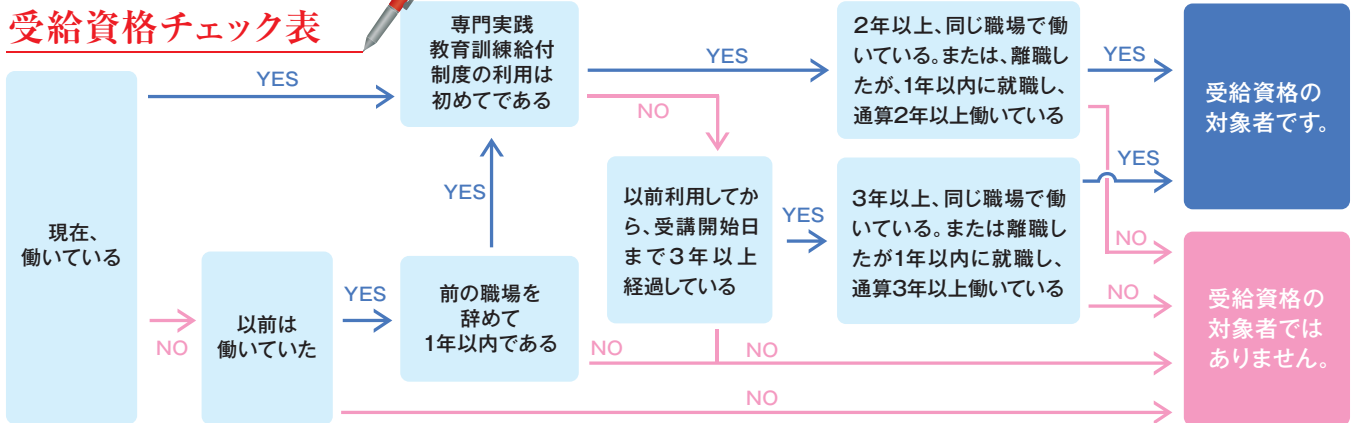 受給資格チェック表
現在、
働いている
YES
NO
以前は
働いていた
YES
NO
前の職場を
辞めて
1年以内である
YES
NO
専門実践
教育訓練給付
制度の利用は
初めてである
YES
NO
以前利用してか
ら、受講開始日
まで3年以上
経過している
YES
NO
2年以上、同じ職場で働
いている。または、離職し
たが、1年以内に就職し、
通算2年以上働いている
YES
NO
3年以上、同じ職場で働
いている。または離職し
たが1年以内に就職し、
通算3年以上働いている
YES
NO
受給資格の
対象者です。
受給資格の
対象者では
ありません。